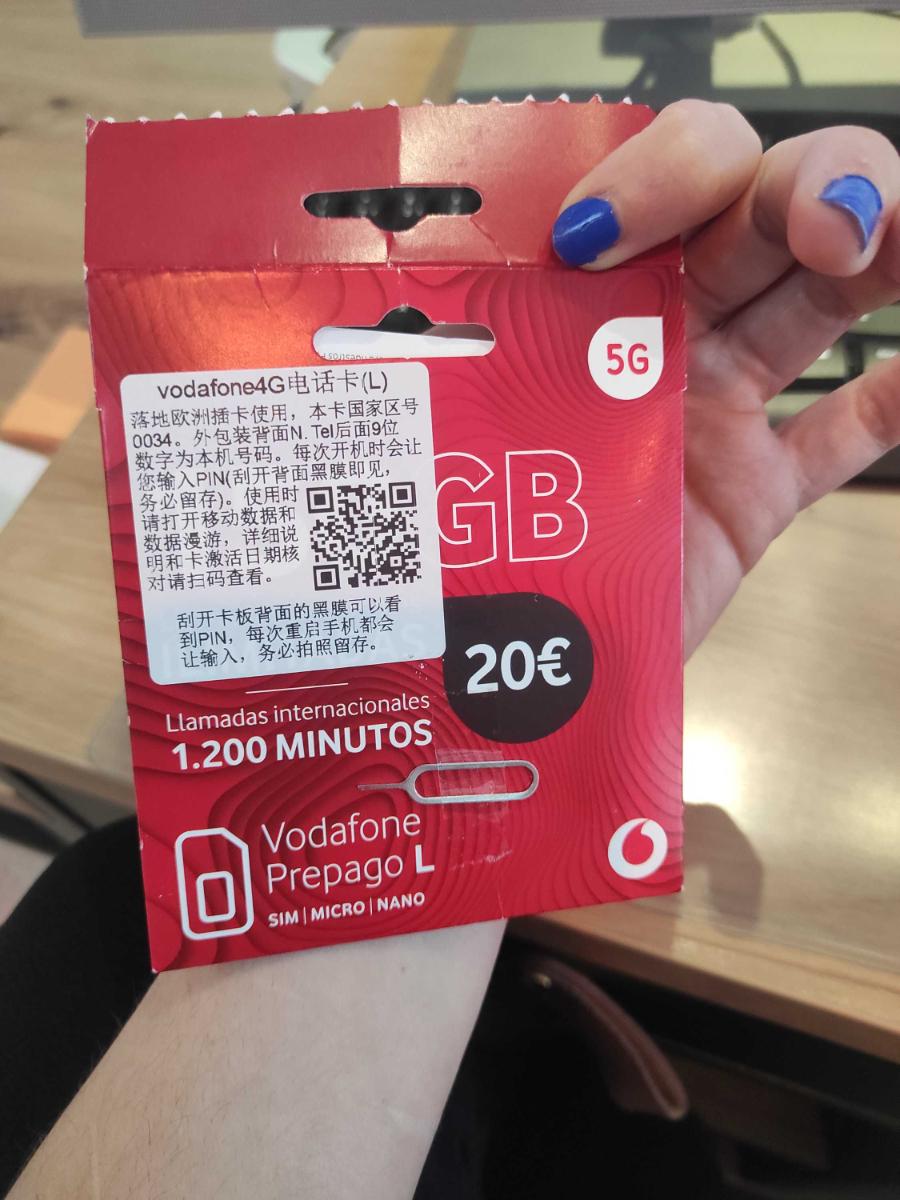 5G
vodafone4G电话卡(L)
落地欧洲插卡使用，本卡国家区号
0034。外包装背面N.Tel后面9位
数字为本机号码。每次开机时会让
您输入PIN(刮开背面黑膜即见，
务必留存)。使用时
请打开移动数据和
数据漫游，详细说
明和卡激活日期核
对请扫码查看。
刮开卡板背面的黑膜可以看
到PIN，每次重启手机都会
让输入，务必拍照留存。
GB
20€
Llamadas internacionales
1.200 MINUTOS
Vodafone
Prepago L
SIM | MICRO | NANO